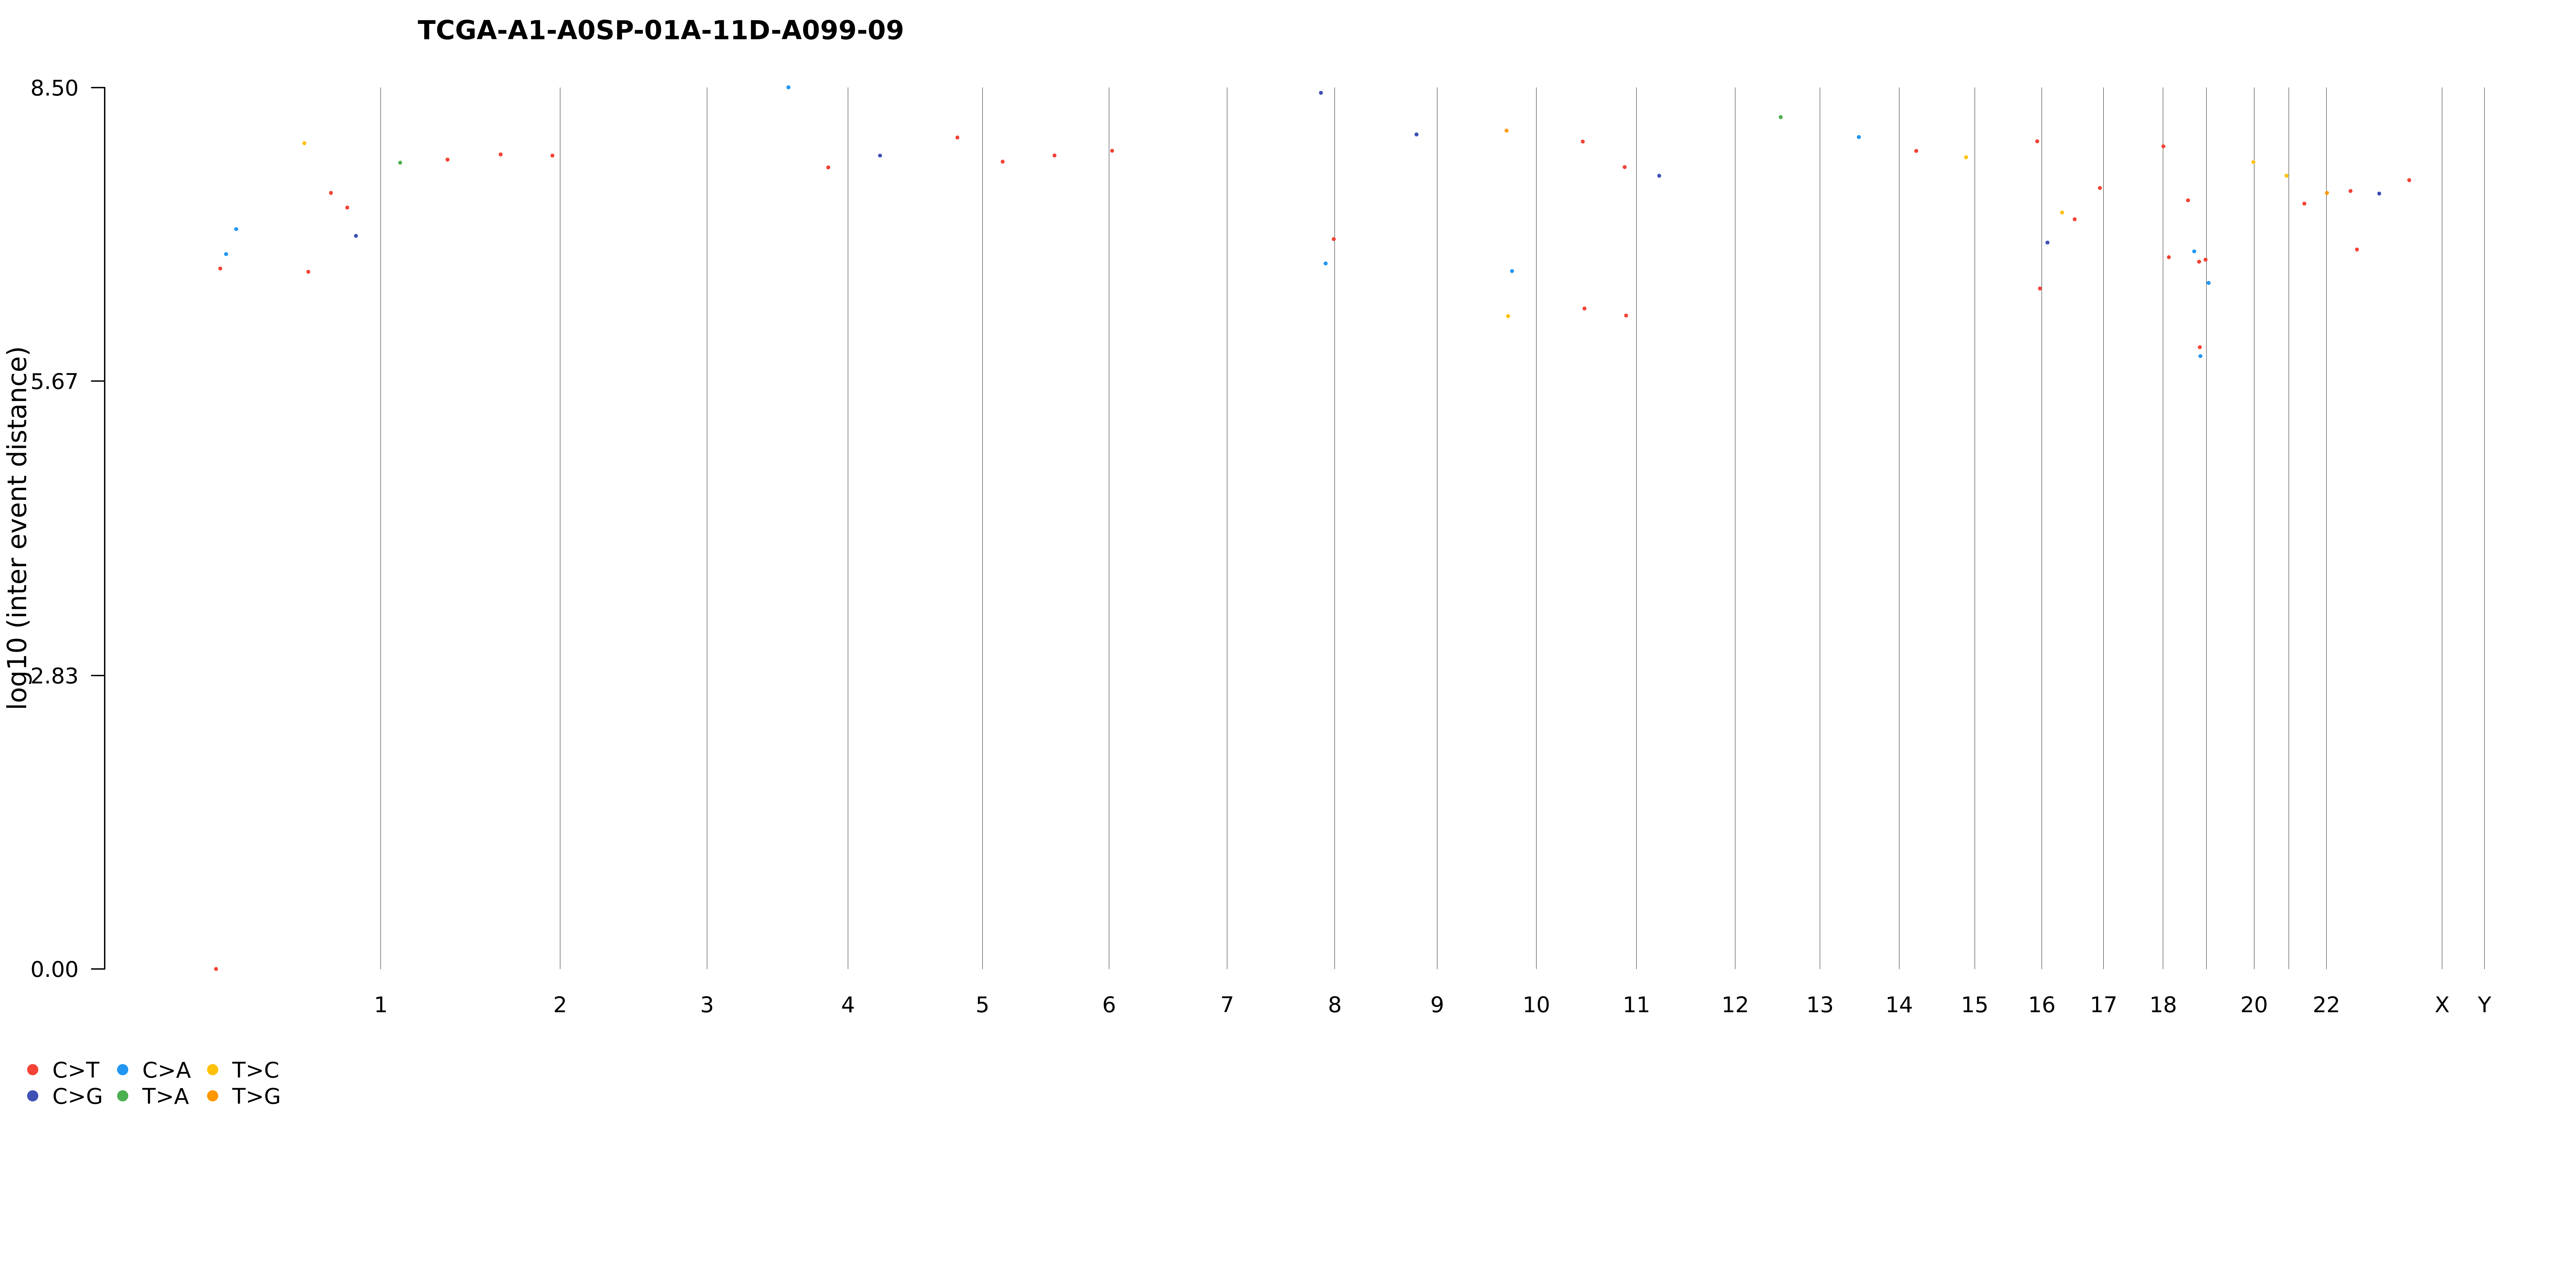 TCGA-A1-A0SP-01A-11D-A099-09
8.50
5.67
2.83
0.00
log10 (inter event distance)
1 2 3 4 5 6 7 8 9 10 11 12 13 14 15 16 17 18 20 22 X Y
C>T C>A T>C
C>G T>A T>G